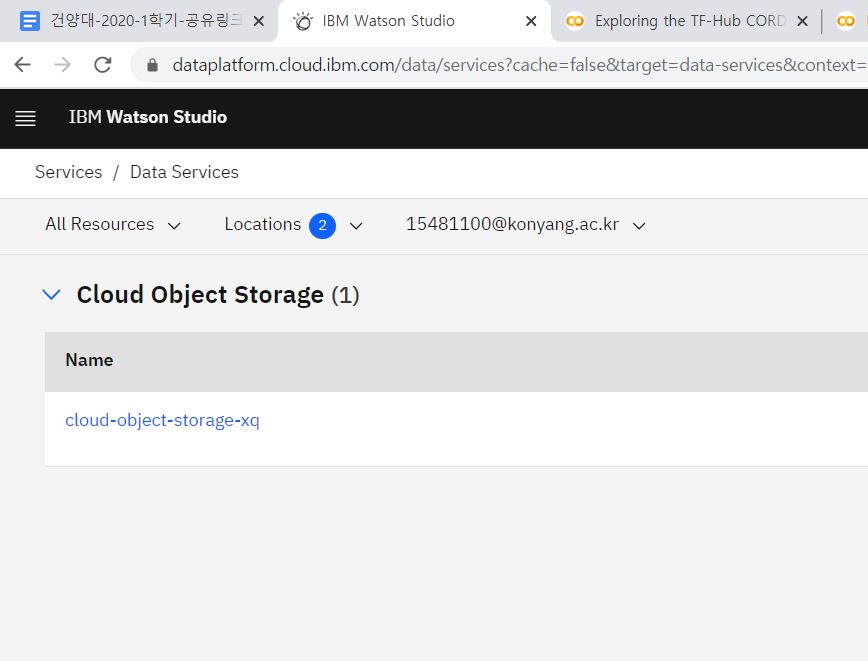 건양대-2020-1학기-공유링크
IBM Watson Studio
Exploring the TF-Hub CORD
dataplatform.cloud.ibm.com/data/services?cache=false&target=data-services&context=
IBM Watson Studio
Services / Data Services
All Resources
Locations 2
15481100@konyang.ac.kr
Cloud Object Storage (1)
Name
cloud-object-storage-xq